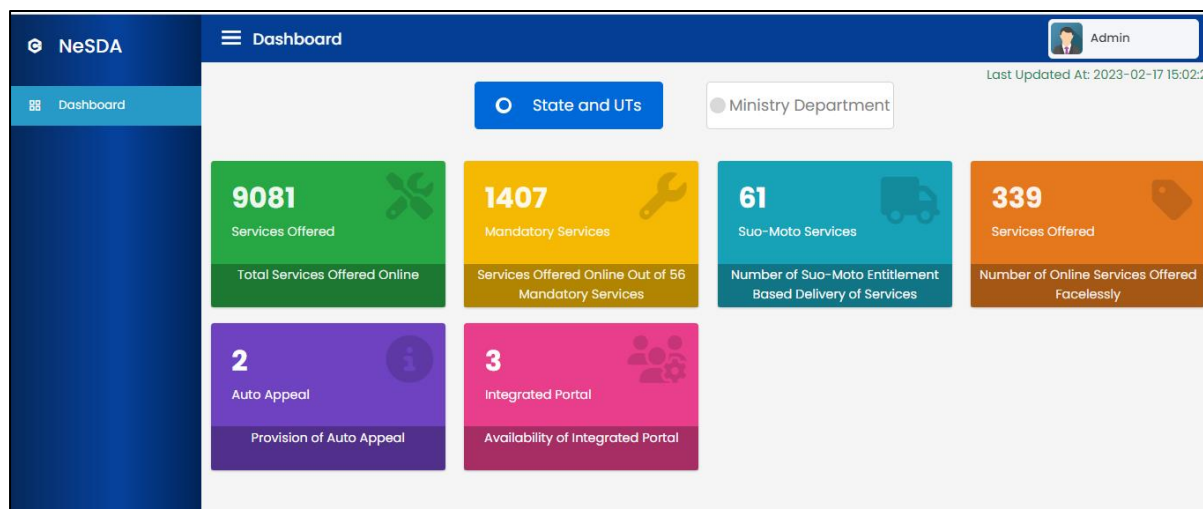 NeSDA
Dashboard
Admin
Last Updated At: 2023-02-17 15:02:2
Dashboard
State and UTs
Ministry Department
9081
Services Offered
Total Services Offered Online
1407
Mandatory Services
Services Offered Online Out of 56
Mandatory Services
61
Suo-Moto Services
Number of Suo-Moto Entitlement
Based Delivery of Services
339
Services Offered
Number of Online Services Offered
Facelessly
2
Auto Appeal
Provision of Auto Appeal
3
Integrated Portal
Availability of Integrated Portal